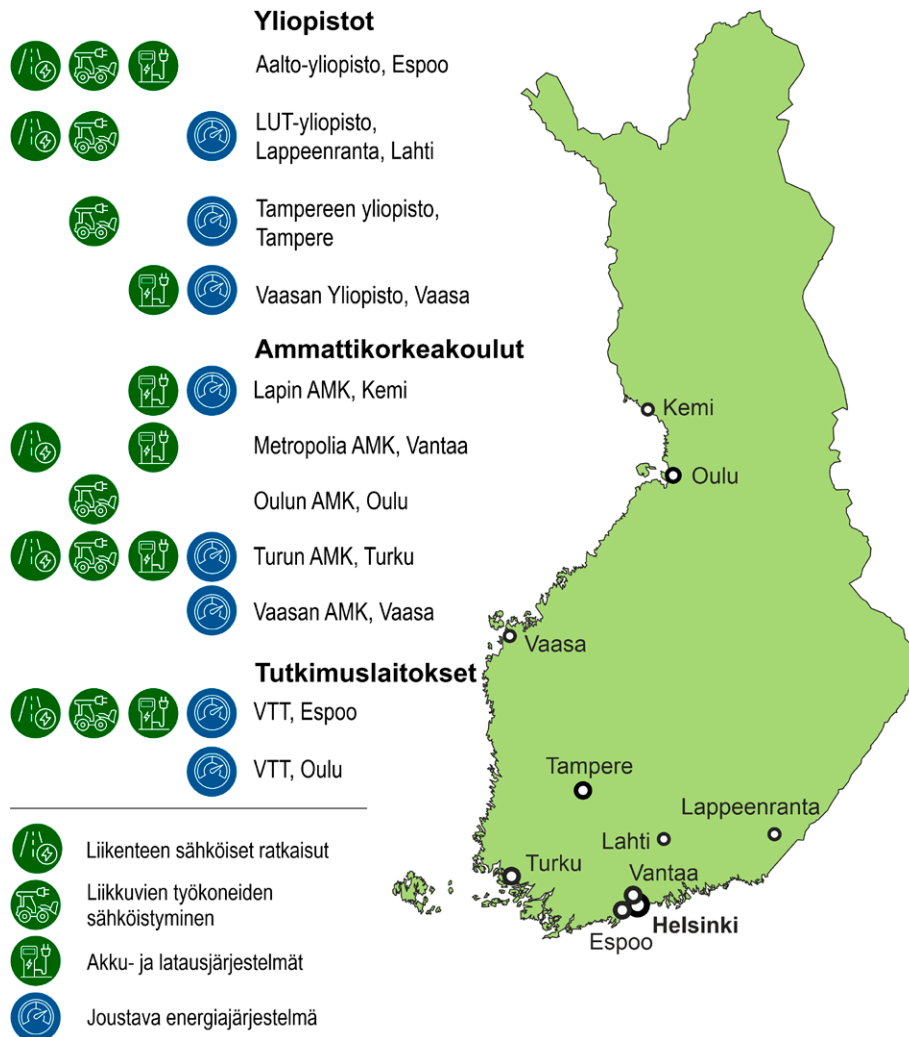 Yliopistot
Aalto-yliopisto, Espoo
LUT-yliopisto,
Lappeenranta, Lahti
Tampereen yliopisto,
Tampere
Vaasan Yliopisto, Vaasa
Ammattikorkeakoulut
Lapin AMK, Kemi
Metropolia AMK, Vantaa
Oulun AMK, Oulu
Turun AMK, Turku
Vaasan AMK, Vaasa
Tutkimuslaitokset
VTT, Espoo
VTT, Oulu
Liikenteen sähköiset ratkaisut
Liikkuvien työkoneiden
sähköistyminen
Akku- ja latausjärjestelmät
Joustava energiajärjestelmä
Kemi
Oulu
Vaasa
Tampere
Lappeenranta
Lahti
Turku
Vantaa
Helsinki
Espoo